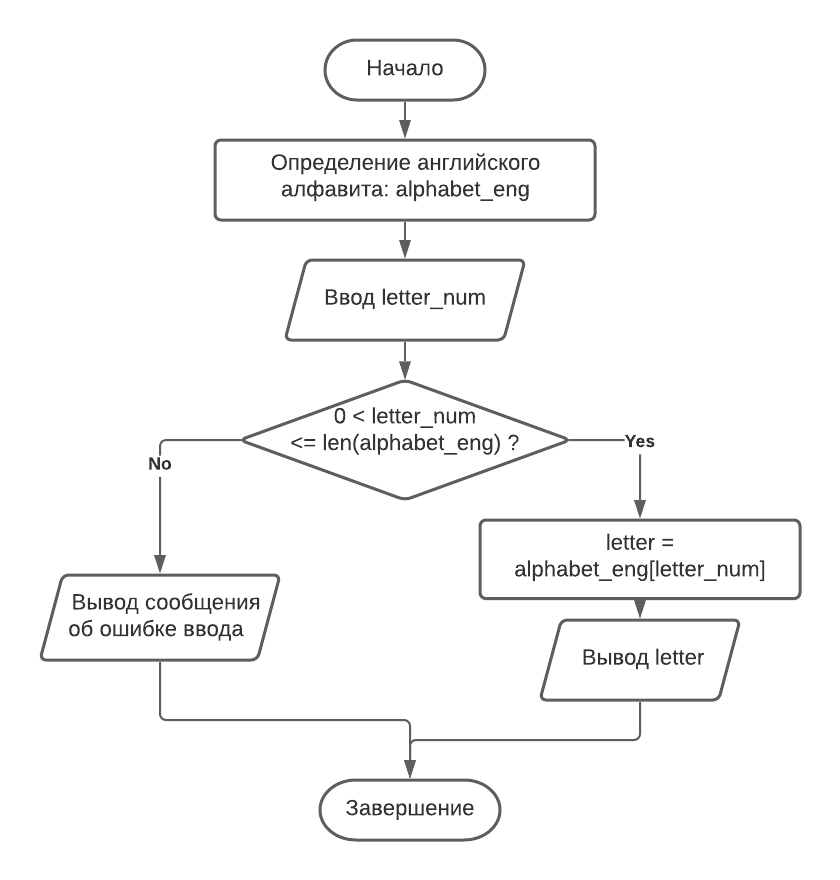 Начало
Определение английского
алфавита: alphabet_eng
Ввод letter_num
0 < letter_num
<= len(alphabet_eng) ?
No
Yes
letter =
alphabet_eng[letter_num]
Вывод сообщения
об ошибке ввода
Вывод letter
Завершение